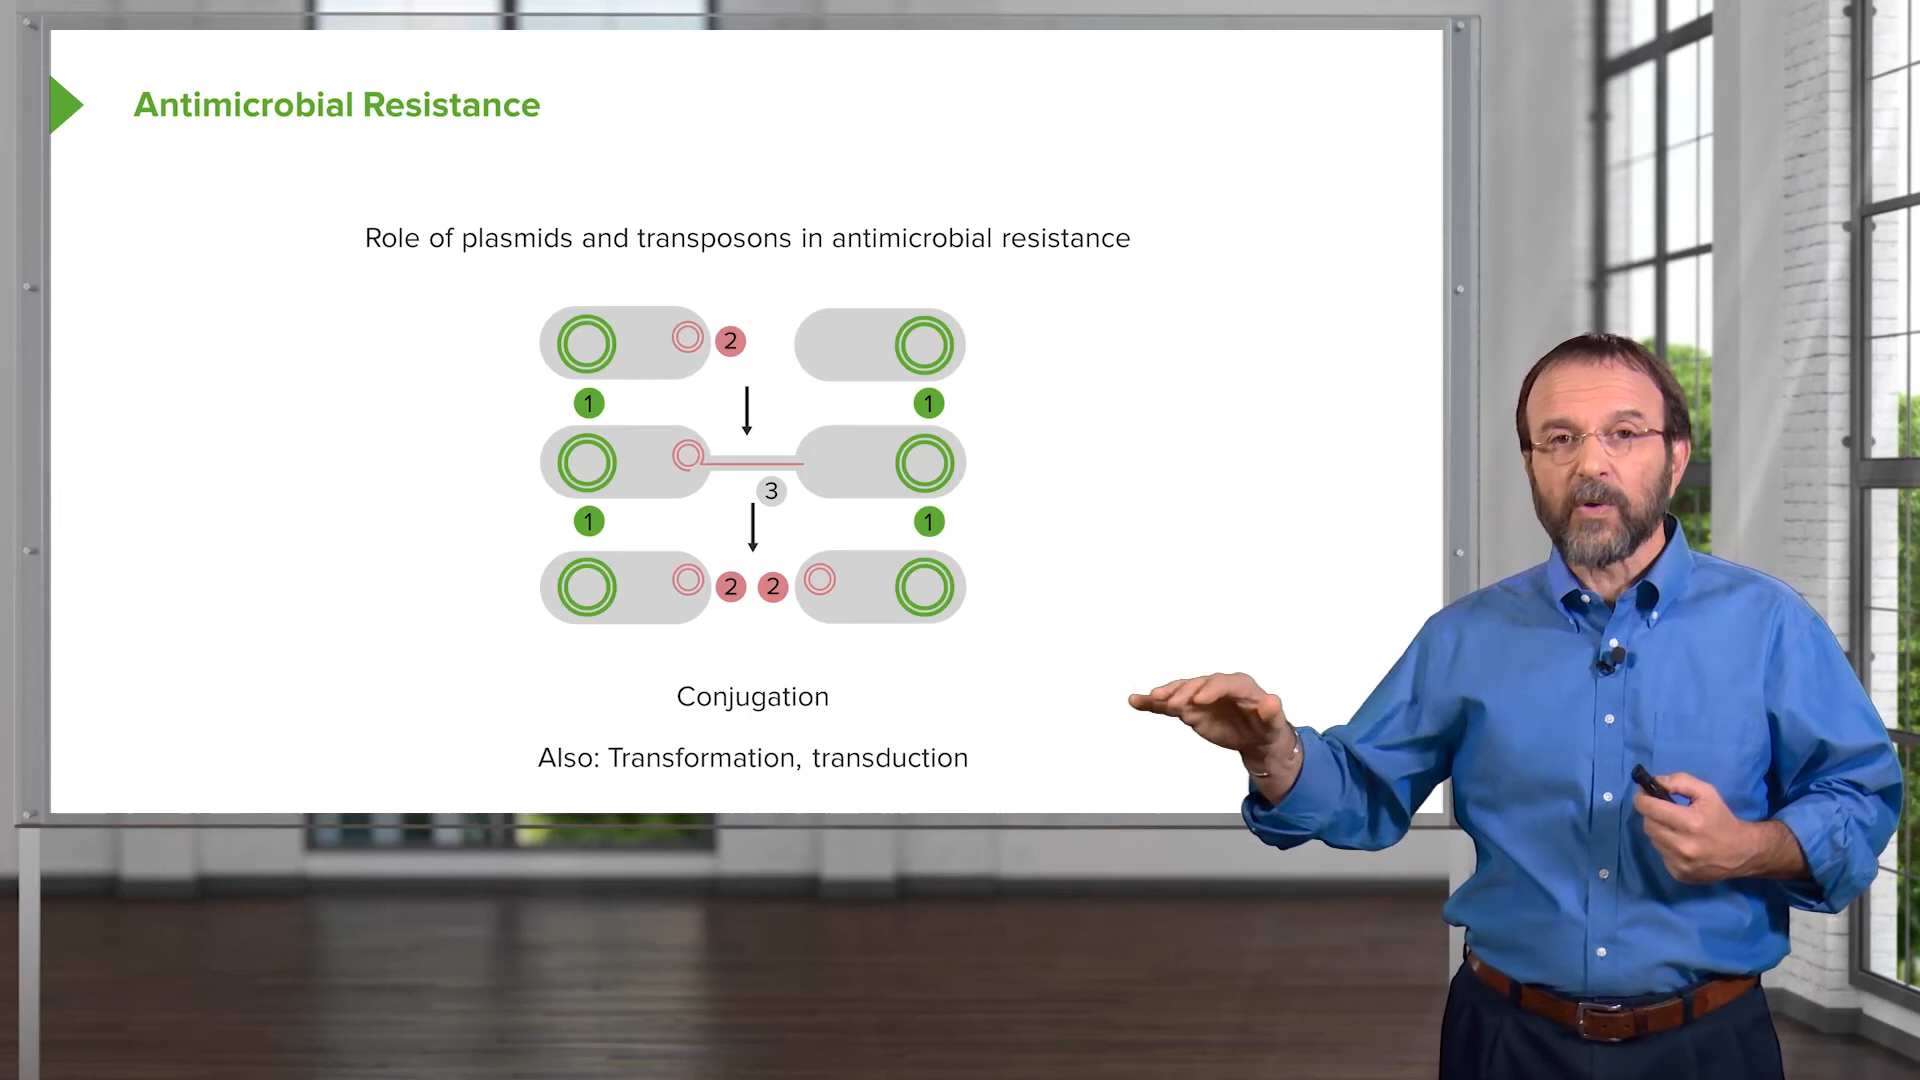 Antimicrobial Resistance
Role of plasmids and transposons in antimicrobial resistance
2
1 1
3
1 1
2 2
Conjugation
Also: Transformation, transduction